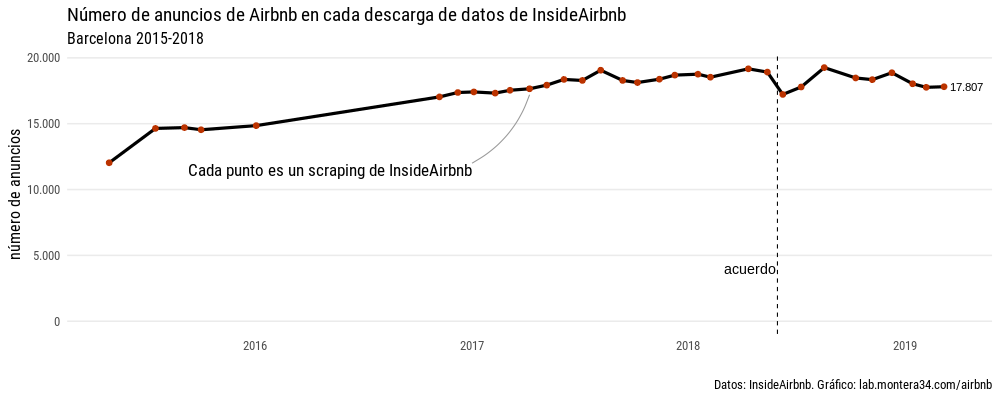 Número de anuncios de Airbnb en cada descarga de datos de InsideAirbnb
Barcelona 2015-2018
número de anuncios
20.000
15.000
10.000
5.000
0
17.807
Cada punto es un scraping de InsideAirbnb
acuerdo
2016
2017
2018
2019
Datos: InsideAirbnb. Gráfico: lab.montera34.com/airbnb